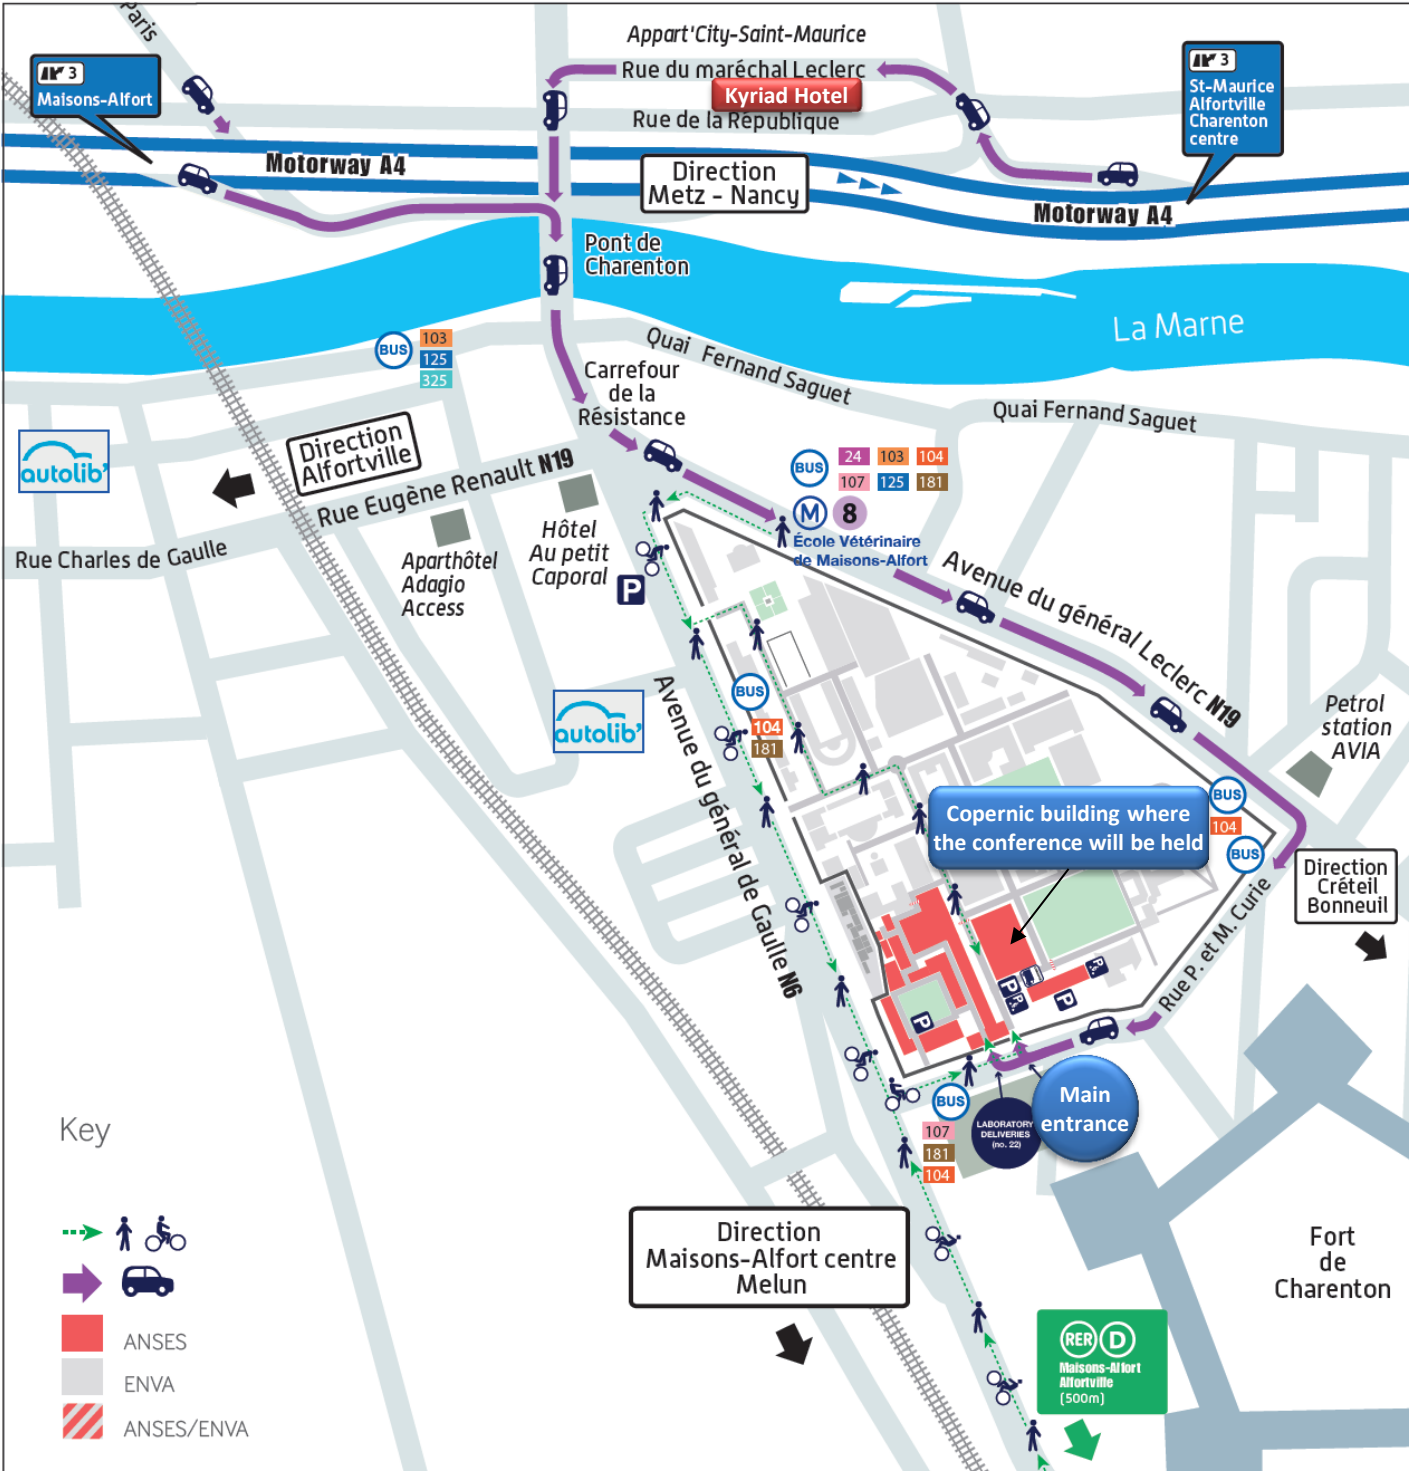 Paris
Appart'City-Saint-Maurice
3
Maisons-Alfort
Rue du maréchal Leclerc
Kyriad Hotel
Rue de la République
3
St-Maurice
Alfortville
Charenton
centre
Motorway A4
Direction
Metz - Nancy
Motorway A4
Pont de
Charenton
La Marne
BUS
103
125
325
Quai Fernand Saguet
Carrefour
de la
Résistance
Quai Fernand Saguet
autolib'
Direction
Alfortville
Rue Eugène Renault N19
Rue Charles de Gaulle
Aparthôtel
Adagio
Access
Hôtel
Au petit
Caporal
P
BUS
24 103 104
107 125 181
M 8
École Vétérinaire
de Maisons-Alfort
Avenue du général Leclerc N19
autolib'
BUS
104
181
Avenue du général de Gaulle N6
Petrol
station
AVIA
Copernic building where
the conference will be held
BUS
104
BUS
Direction
Créteil
Bonneuil
Rue P. et M. Curie
P
P
P
P
P
BUS
107
181
104
LABORATORY
DELIVERIES
(no. 22)
Main
entrance
Key
ANSES
ENVA
ANSES/ENVA
Direction
Maisons-Alfort centre
Melun
Fort
de
Charenton
RER D
Maisons-Alfort
Alfortville
(500m)